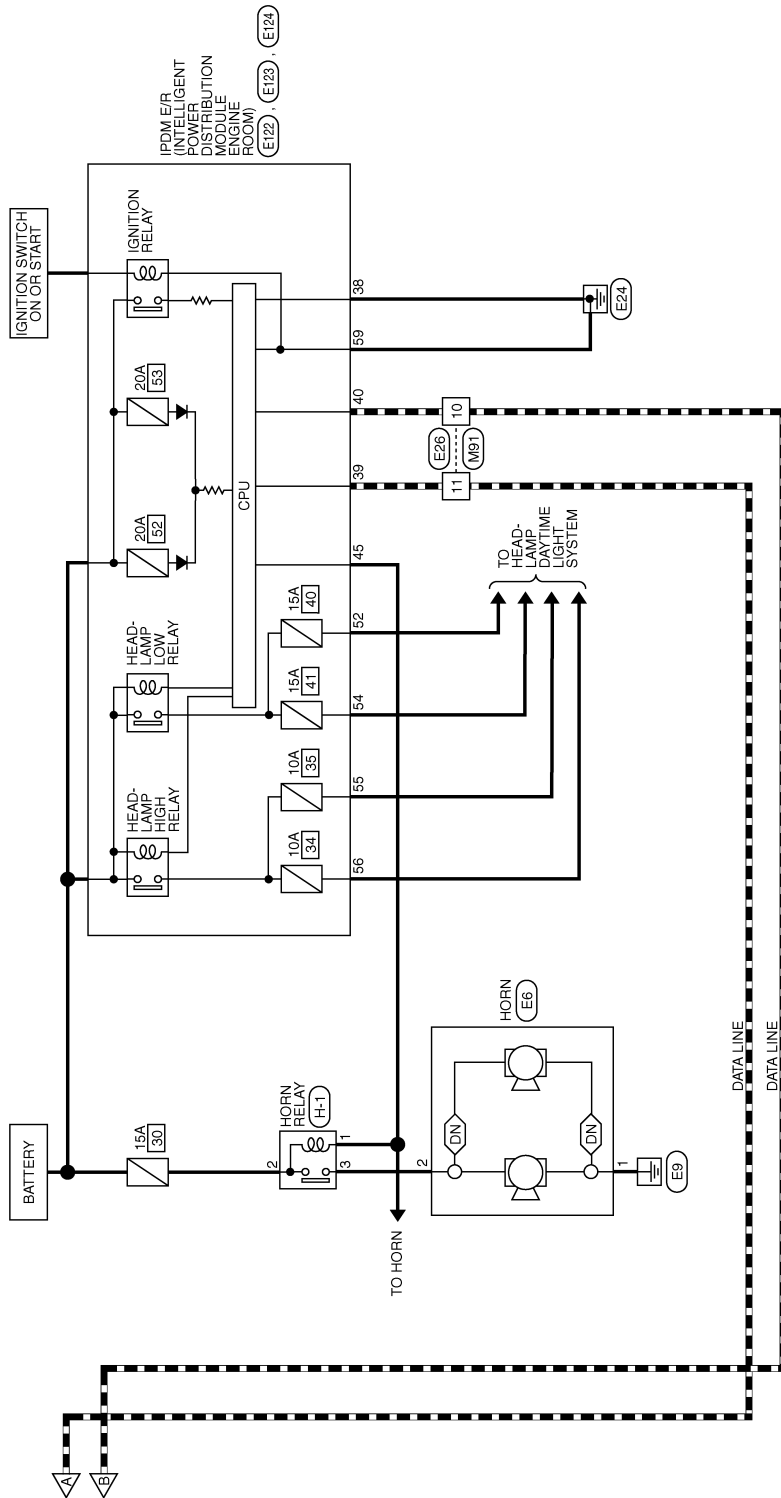 BATTERY
IGNITION SWITCH
ON OR START
15A
30
HEAD-
LAMP
HIGH
RELAY
HEAD-
LAMP
LOW
RELAY
20A
52
20A
53
IGNITION
RELAY
IPDM E/R
(INTELLIGENT
POWER
DISTRIBUTION
MODULE
ENGINE
ROOM)
E122 , E123 , E124
CPU
10A
34
10A
35
15A
41
15A
40
56
55
54
52
45
39
40
59
38
HORN
RELAY
H-1
2
1
3
TO HORN
TO
HEAD-
LAMP
DAYTIME
LIGHT
SYSTEM
E26
11
10
M91
E24
HORN
E6
2
DN
DN
1
E9
DATA LINE
DATA LINE
A
B